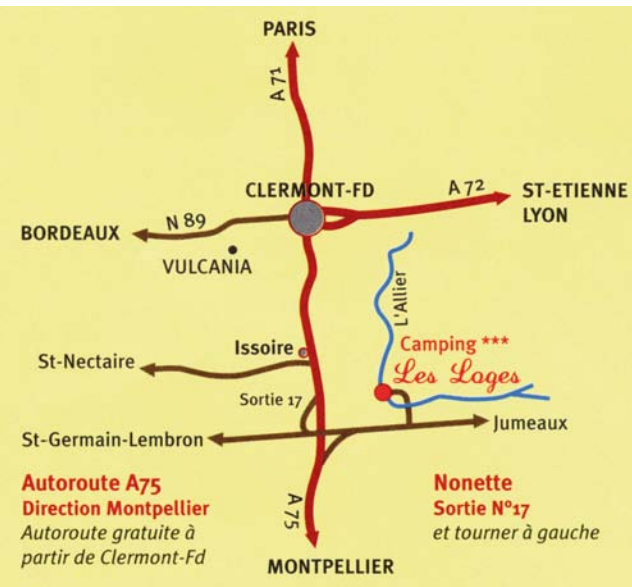 PARIS
A 71
CLERMONT-FD
A 72
ST-ETIENNE
LYON
N 89
BORDEAUX
VULCANIA
L'Allier
Issoire
Camping ***
Les Loges
St-Nectaire
Sortie 17
Jumeaux
St-Germain-Lembron
Autoroute A75
Direction Montpellier
Autoroute gratuite à
partir de Clermont-Fd
A 75
Nonette
Sortie N°17
et tourner à gauche
MONTPELLIER